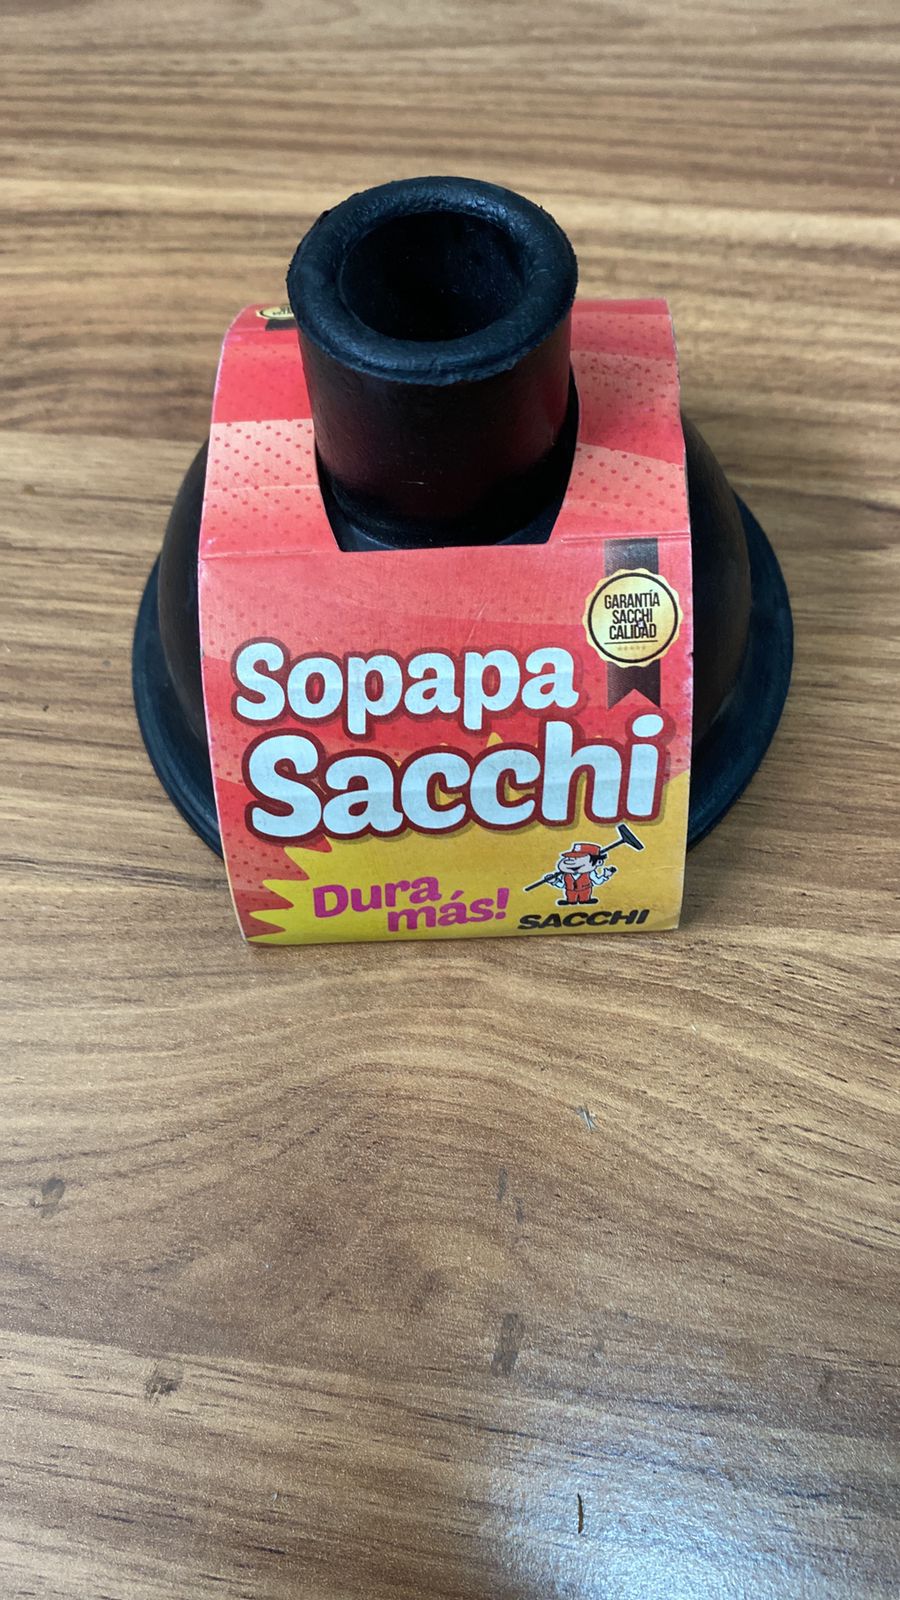 GARANTÍA
SACCHI
CALIDAD
Sopapa
Sacchi
Dura
más!
SACCHI